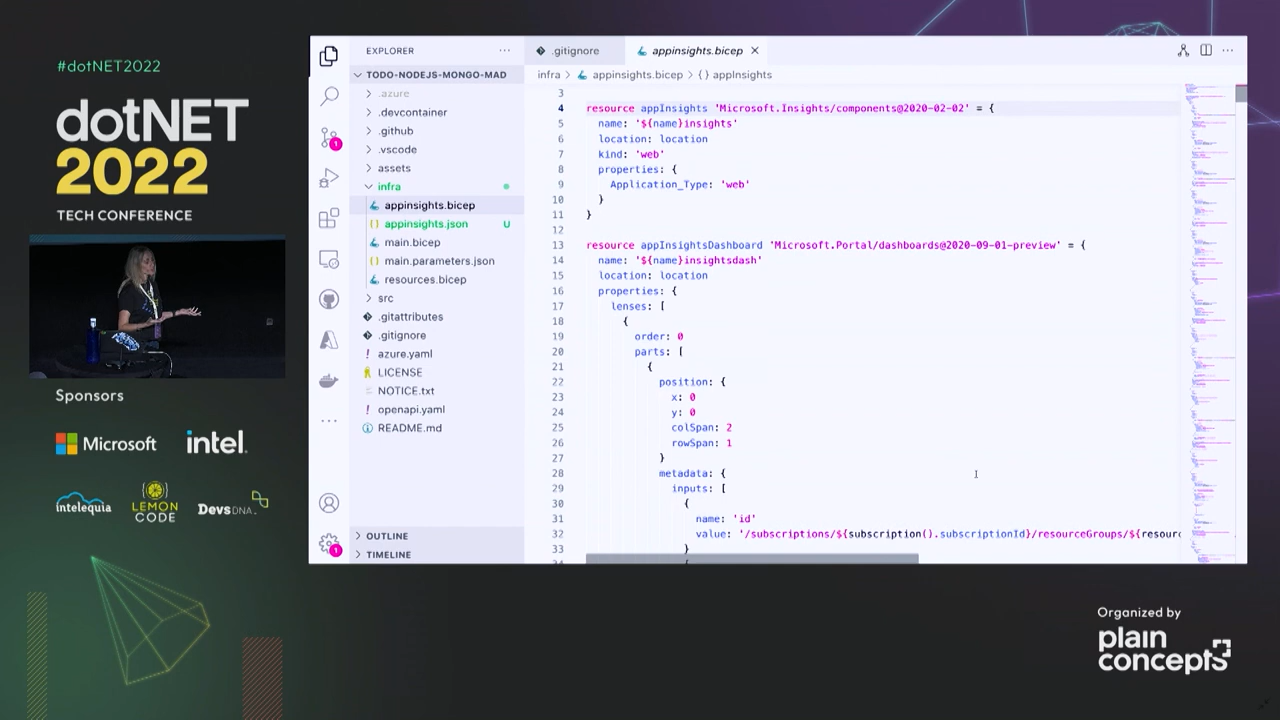 #dotNET2022
dotNET
2022
TECH CONFERENCE
Sponsors
Microsoft
intel.
intelequia
LEMON
CODE
DevsDNA
EXPLORER
TODO-NODEJS-MONGO-MAD
.azure
.devcontainer
.github
.vscode
assets
infra
appinsights.bicep
appinsights.json U
main.bicep
main.parameters.json
resources.bicep
src
.gitattributes
.gitignore
azure.yaml
LICENSE
NOTICE.txt
openapi.yaml
README.md
OUTLINE
TIMELINE
1
1
.gitignore
appinsights.bicep
infra > appinsights.bicep > {} appInsights
3
4 resource appInsights 'Microsoft.Insights/components@2020-02-02' = {
5 name: '${name}insights'
6 location: location
7 kind: 'web'
8 properties: {
9 Application_Type: 'web'
10 }
11 }
12
13 resource appInsightsDashboard 'Microsoft.Portal/dashboards@2020-09-01-preview' = {
14 name: '${name}insightsdash'
15 location: location
16 properties: {
17 lenses: [
18 {
19 order: 0
20 parts: [
21 {
22 position: {
23 x: 0
24 y: 0
25 colSpan: 2
26 rowSpan: 1
27 }
28 metadata: {
29 inputs: [
30 {
31 name: 'id'
32 value: '/subscriptions/${subscription().subscriptionId}/resourceGroups/${resourc
33 }
34 {
Organized by
plain
concepts